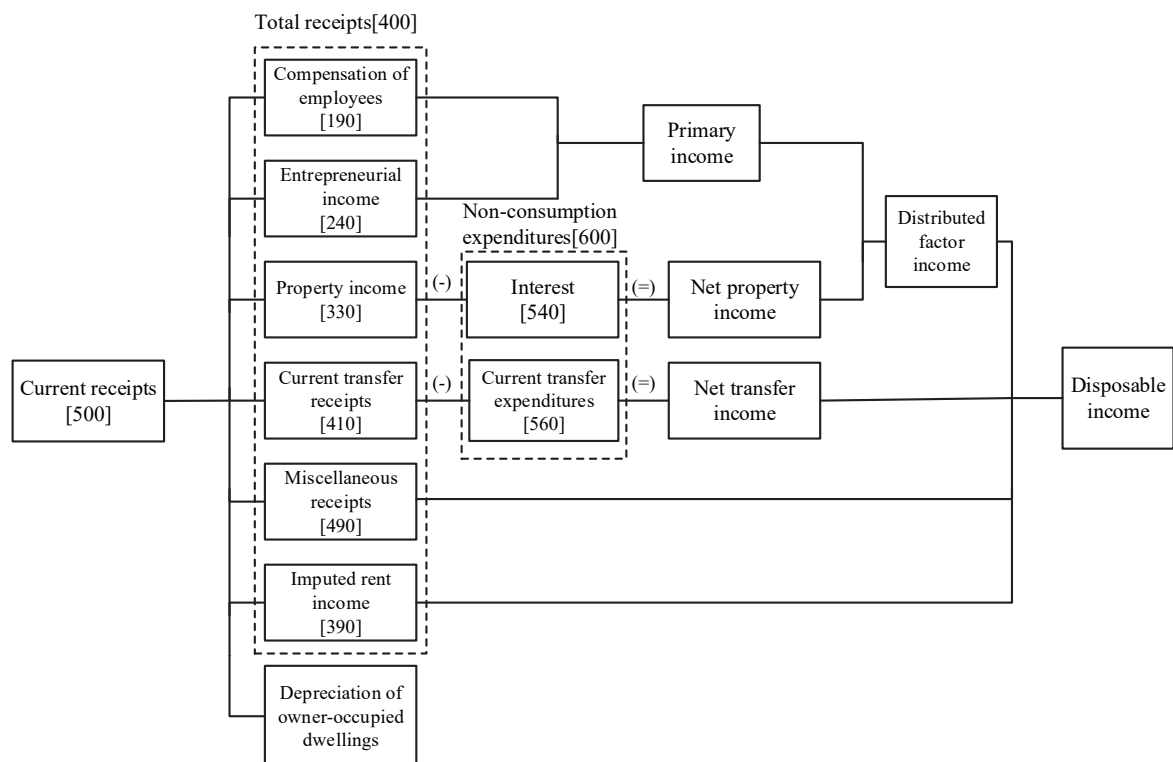 Total receipts[400]
Compensation of
employees
[190]
Primary
income
Entrepreneurial
income
[240]
Non-consumption
expenditures[600]
Distributed
factor
income
Property income
[330]
(-)
Interest
[540]
(=)
Net property
income
Current receipts
[500]
Current transfer
receipts
[410]
(-)
Current transfer
expenditures
[560]
(=)
Net transfer
income
Disposable
income
Miscellaneous
receipts
[490]
Imputed rent
income
[390]
Depreciation of
owner-occupied
dwellings